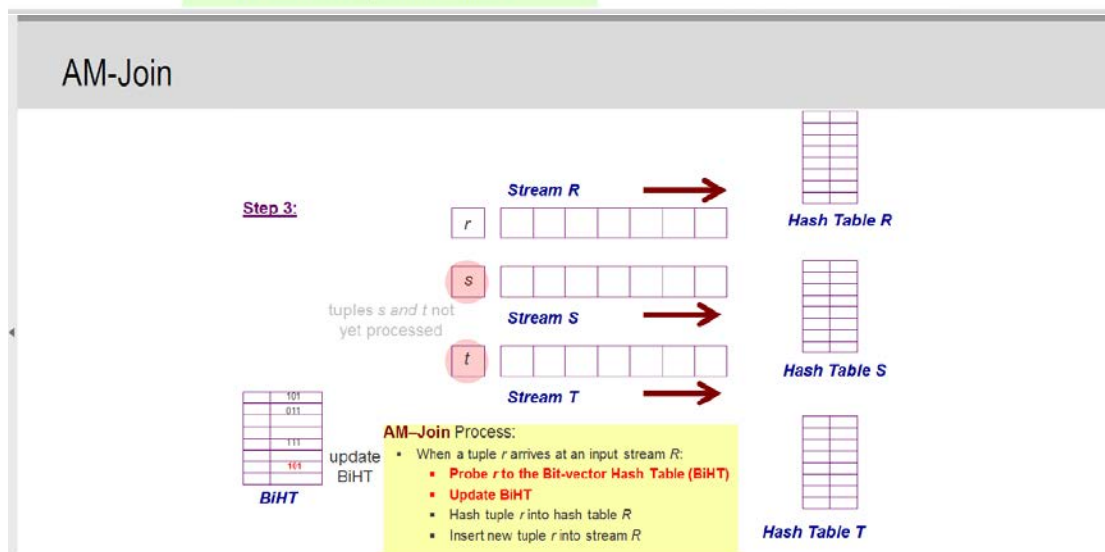 AM-Join
Step 3:
Stream R
r
Hash Table R
s
tuples s and t not
yet processed
Stream S
t
Hash Table S
Stream T
101
011
111
101
BiHT
update
BiHT
AM–Join Process:
▪ When a tuple r arrives at an input stream R:
▪ Probe r to the Bit-vector Hash Table (BiHT)
▪ Update BiHT
▪ Hash tuple r into hash table R
▪ Insert new tuple r into stream R
Hash Table T